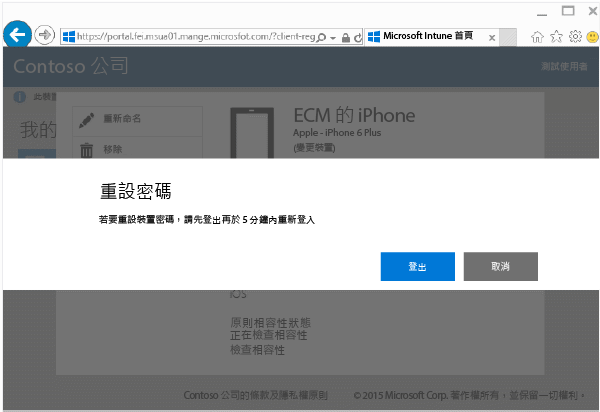 https://portal.fei.msua01.mange.microsfot.com/?client-reg
Microsoft Intune 首頁
Contoso 公司
測試使用者
我的
重新命名
ECM 的 iPhone
Apple - iPhone 6 Plus
移除
(變更裝置)
重設密碼
若要重設裝置密碼，請先登出再於 5 分鐘內重新登入
登出
取消
iOS
原則相容性狀態
正在檢查相容性
檢查相容性
Contoso 公司的條款及隱私權原則
© 2015 Microsoft Corp. 著作權所有，並保留一切權利。